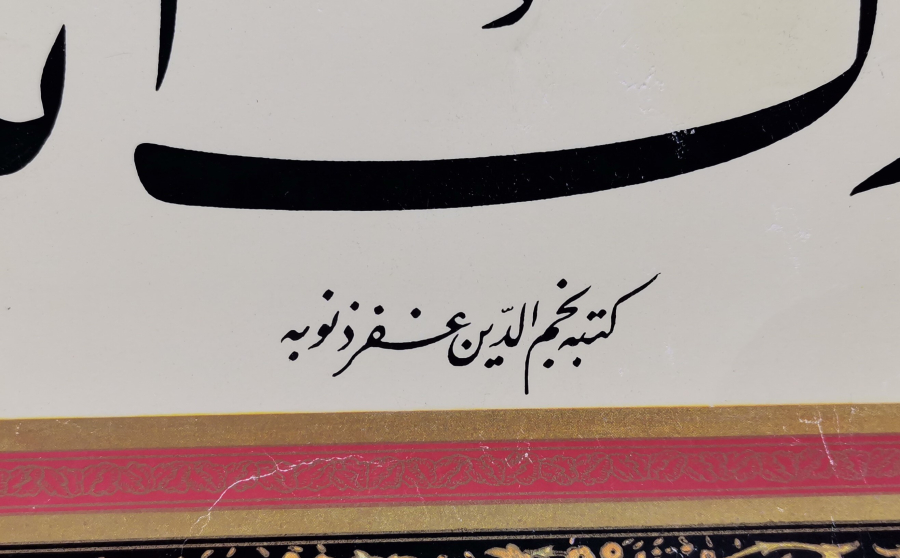 كتبه نجم الدّين غفر ذنوبه